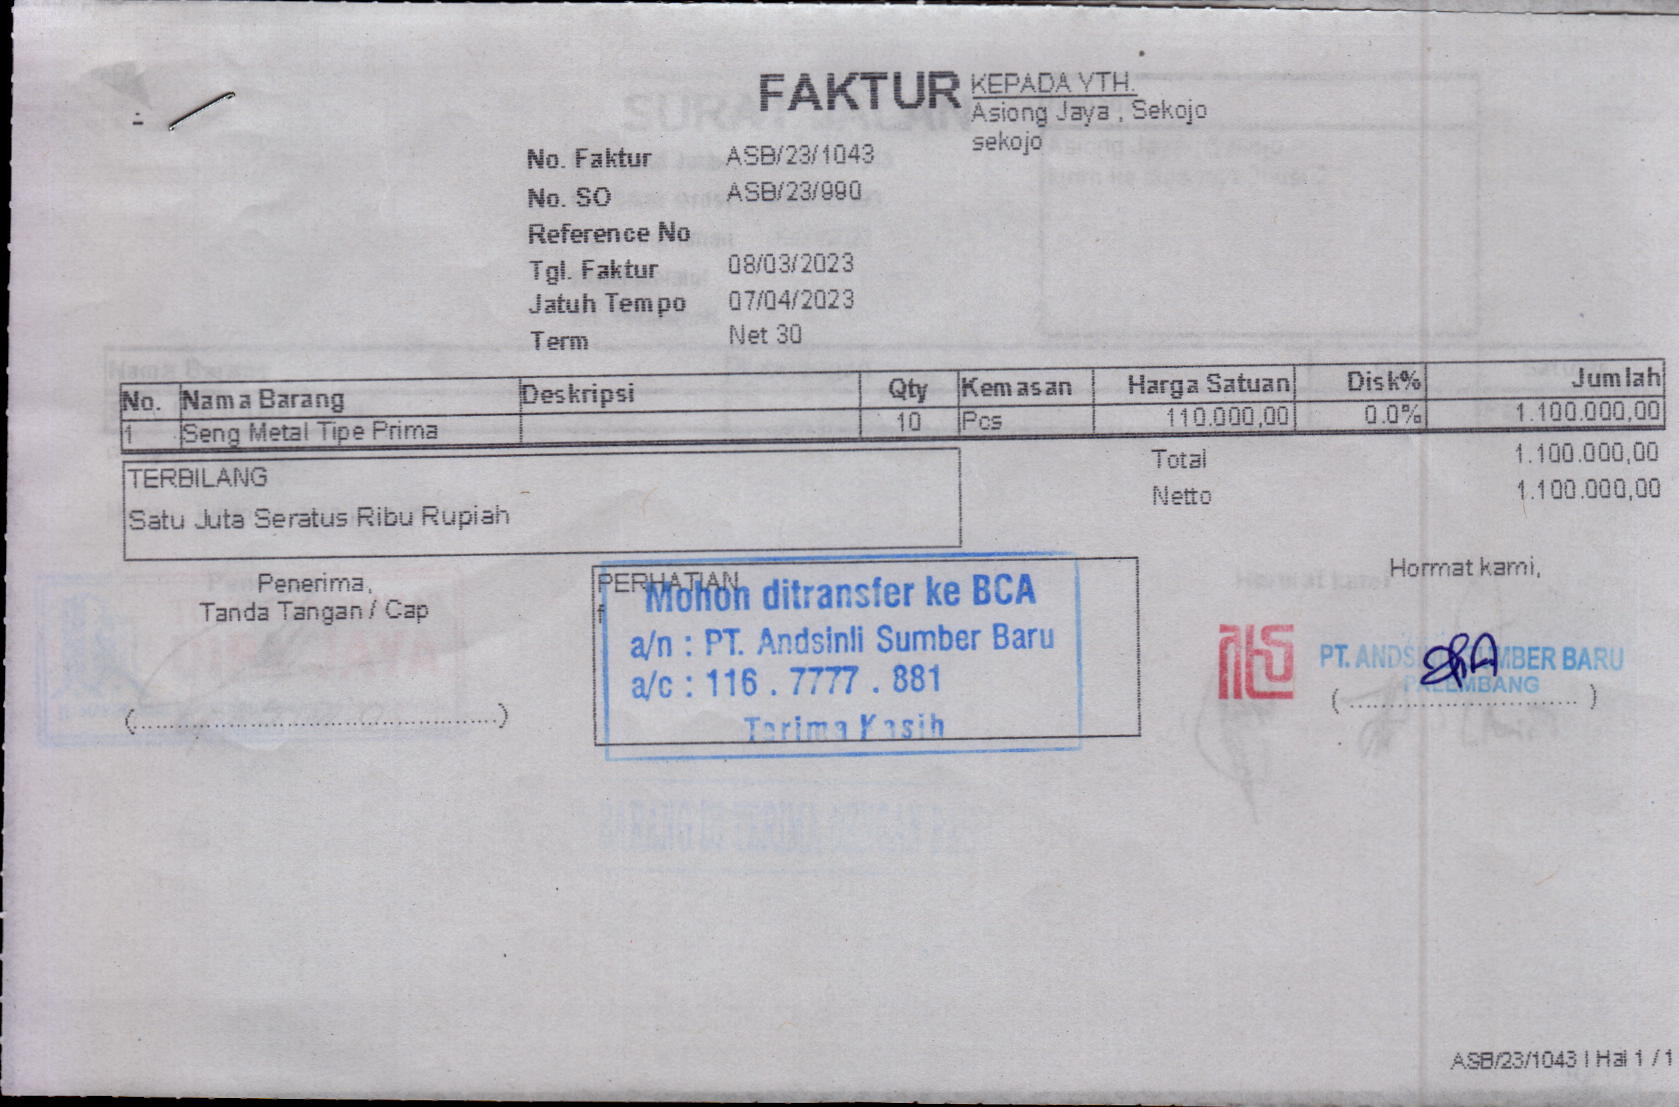 FAKTUR
KEPADA YTH.
Asiong Jaya , Sekojo
sekojo
No. Faktur ASB/23/1043
No. SO ASB/23/990
Reference No
Tgl. Faktur 08/03/2023
Jatuh Tempo 07/04/2023
Term Net 30
No. Nama Barang Deskripsi Qty Kemasan Harga Satuan Disk% Jumlah
1 Seng Metal Tipe Prima 10 Pcs 110.000,00 0.0% 1.100.000,00
Total 1.100.000,00
Netto 1.100.000,00
TERBILANG
Satu Juta Seratus Ribu Rupiah
Penerima,
Tanda Tangan / Cap
(................................................)
PERHATIAN
f
Mohon ditransfer ke BCA
a/n : PT. Andsinli Sumber Baru
a/c : 116 . 7777 . 881
Terima Kasih
Hormat kami,
PT. ANDSINLI SUMBER BARU
PALEMBANG
(..............................)
ASB/23/1043 | Hal 1 / 1